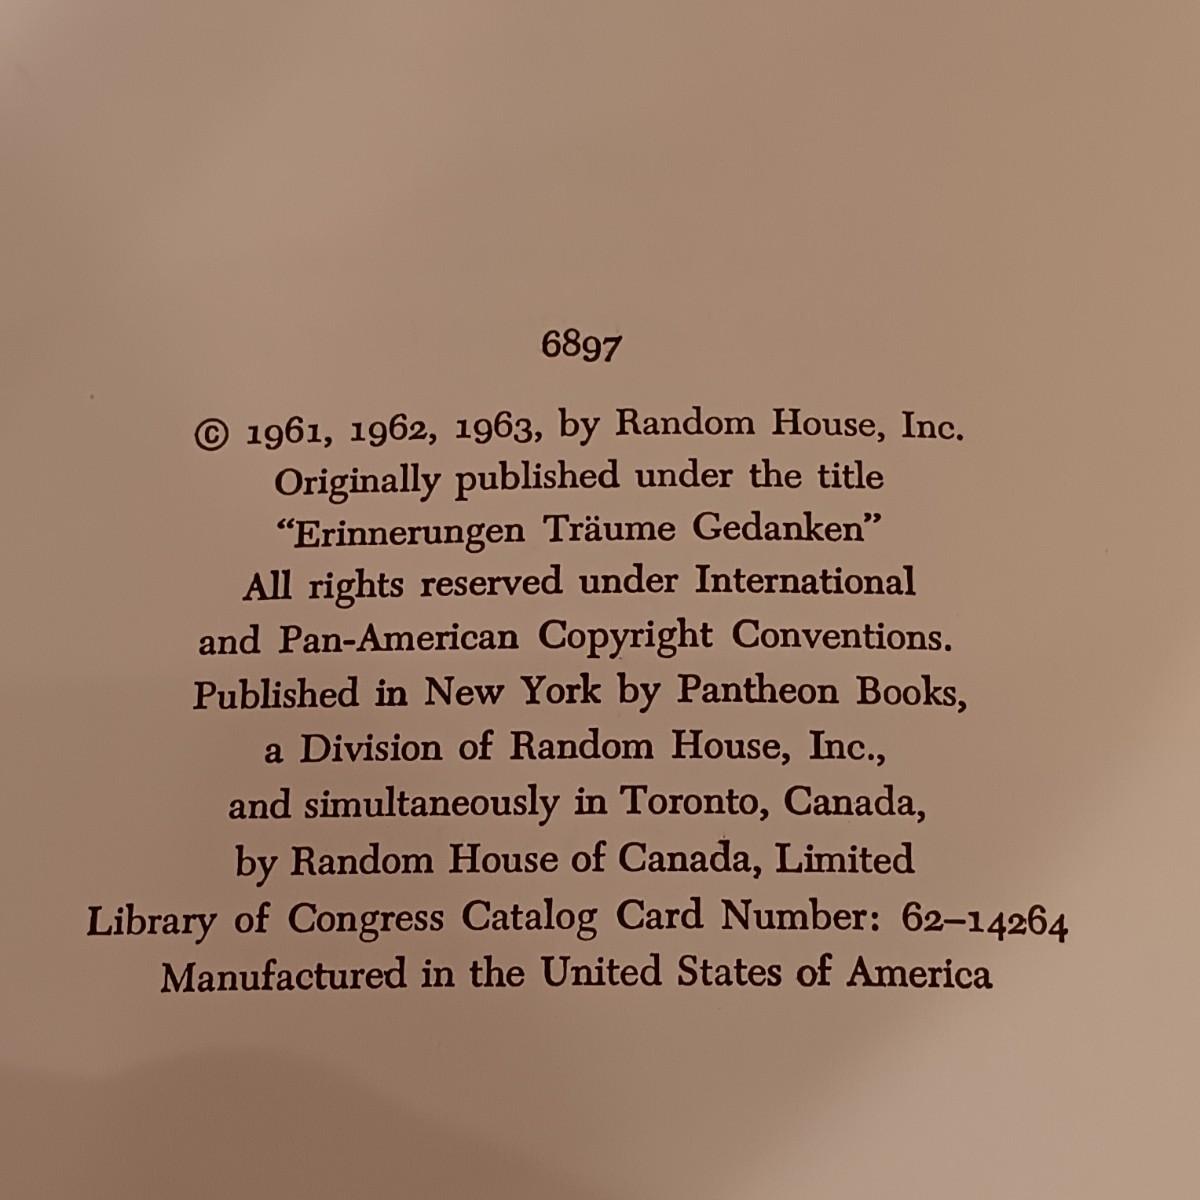 6897
© 1961, 1962, 1963, by Random House, Inc.
Originally published under the title
“Erinnerungen Träume Gedanken”
All rights reserved under International
and Pan-American Copyright Conventions.
Published in New York by Pantheon Books,
a Division of Random House, Inc.,
and simultaneously in Toronto, Canada,
by Random House of Canada, Limited
Library of Congress Catalog Card Number: 62–14264
Manufactured in the United States of America